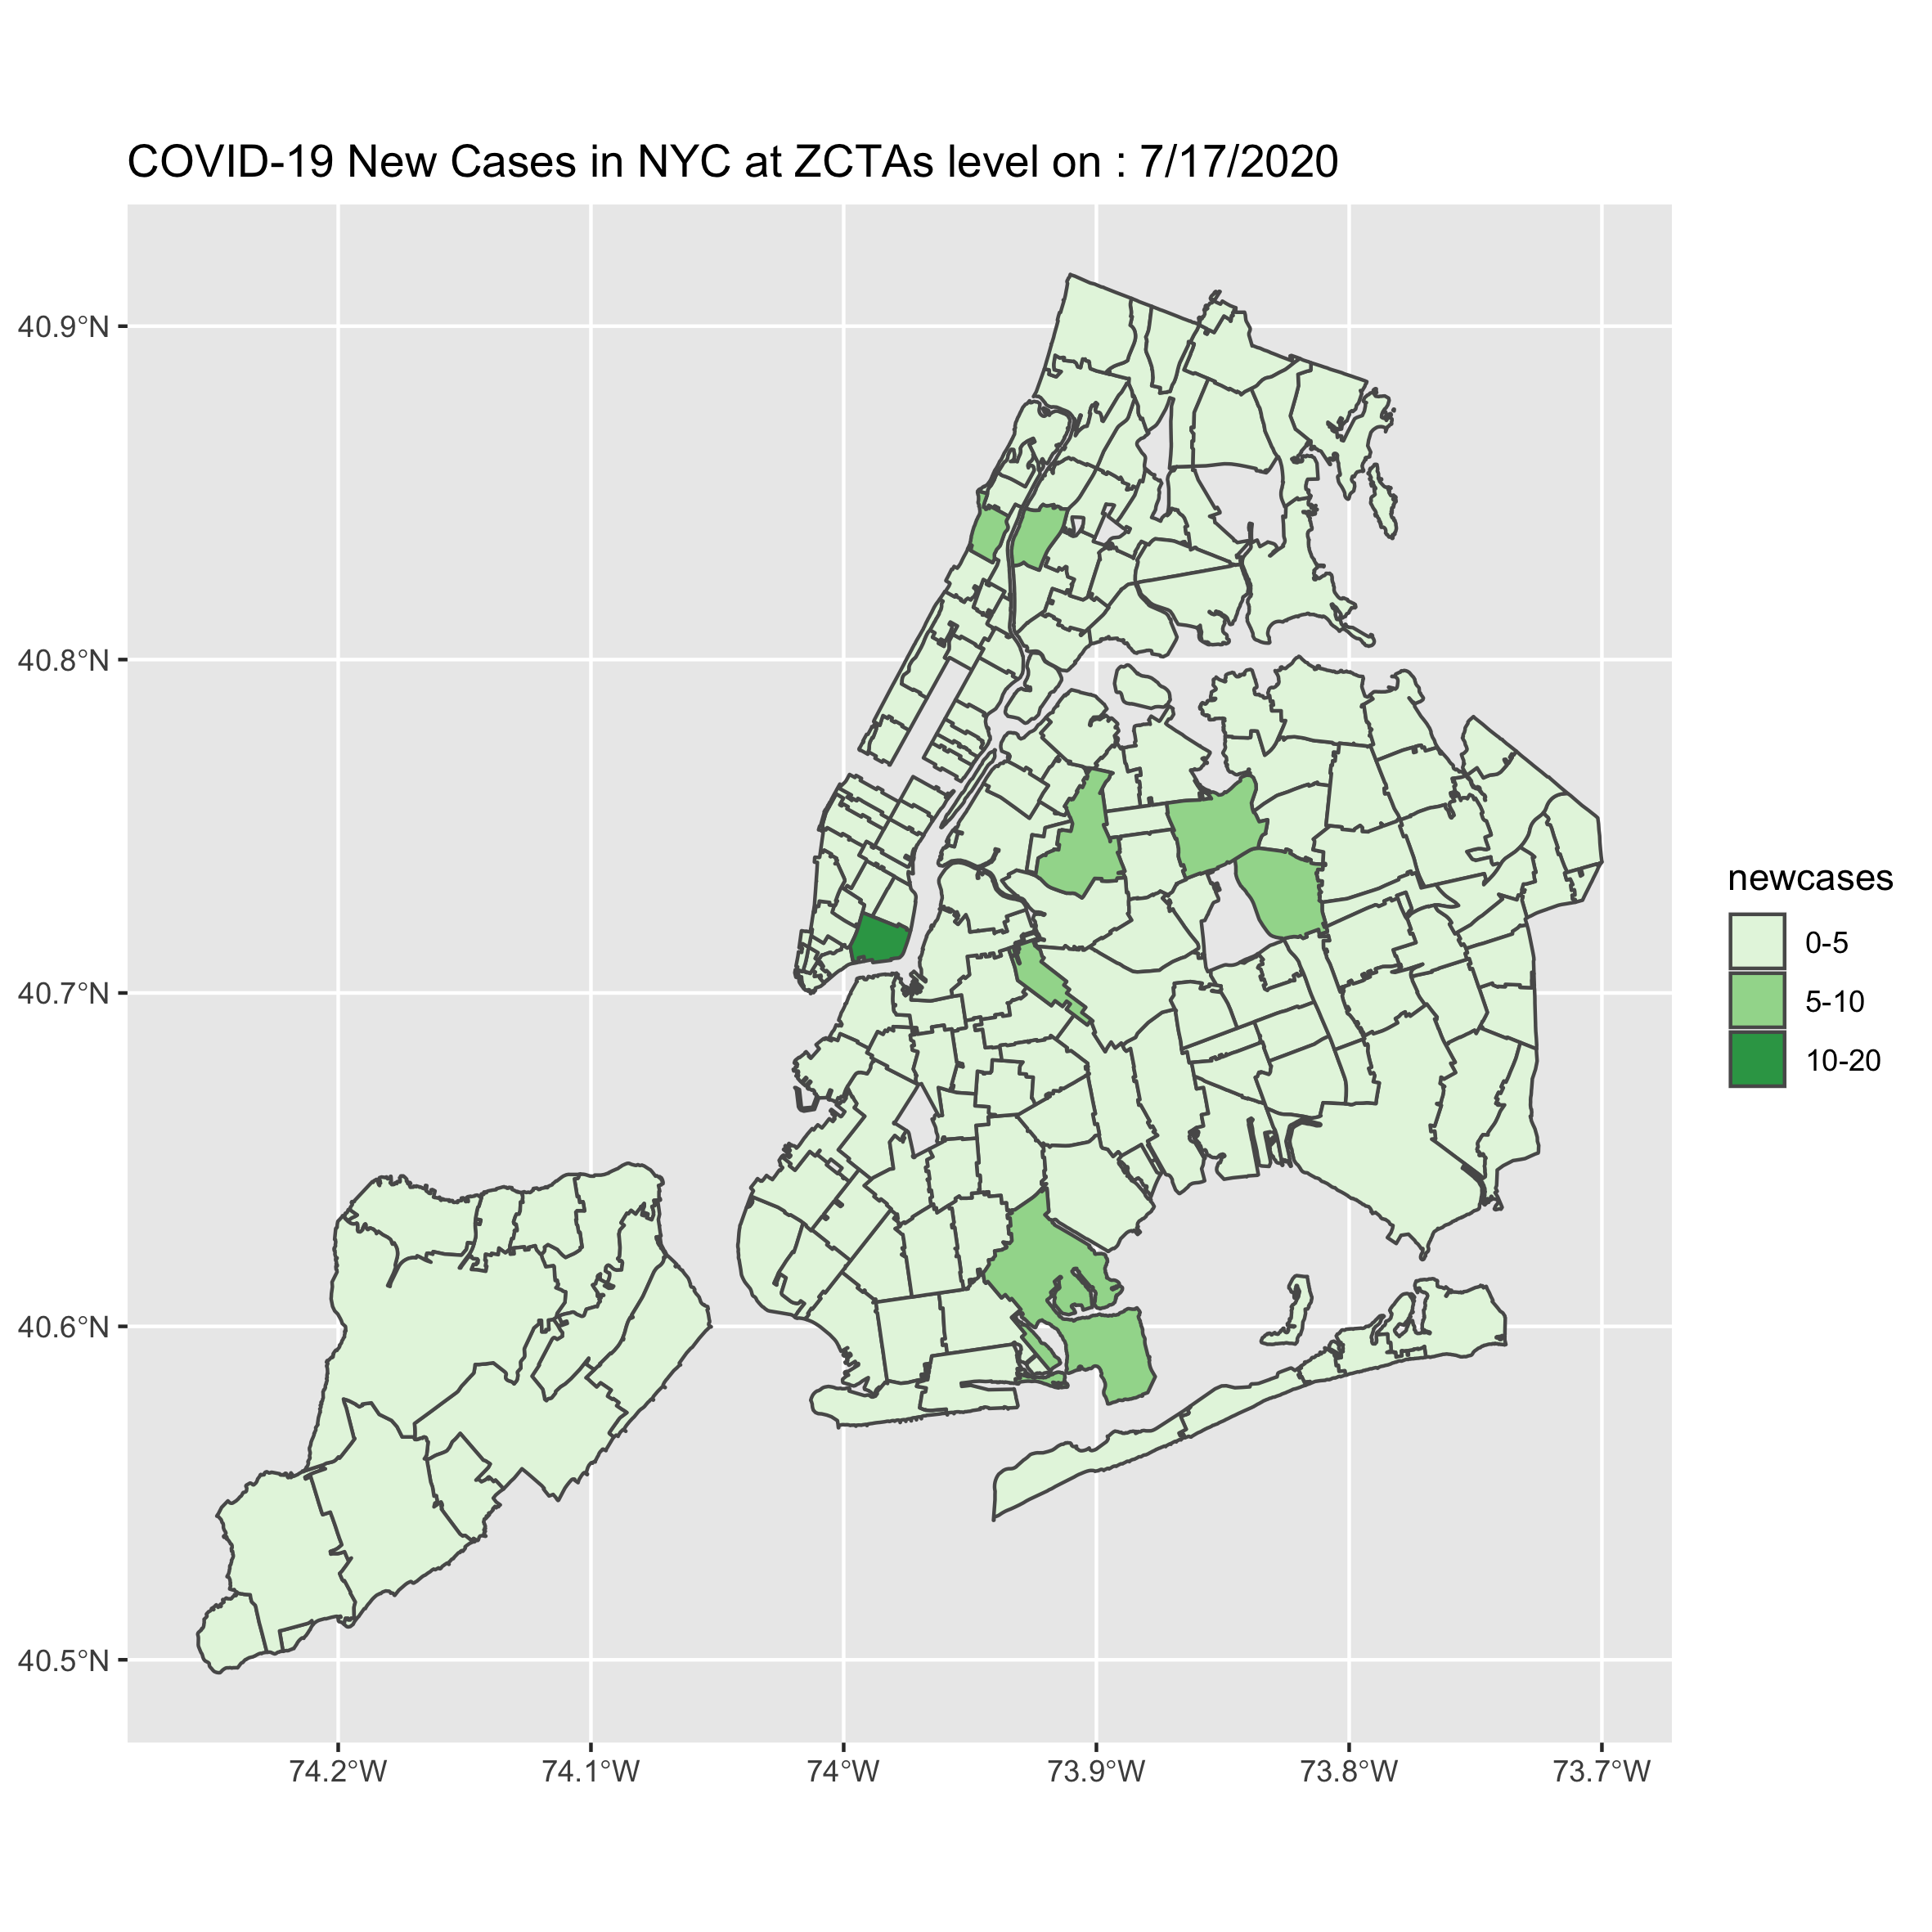 COVID-19 New Cases in NYC at ZCTAs level on : 7/17/2020
40.9°N
40.8°N
40.7°N
40.6°N
40.5°N
74.2°W
74.1°W
74°W
73.9°W
73.8°W
73.7°W
newcases
0-5
5-10
10-20